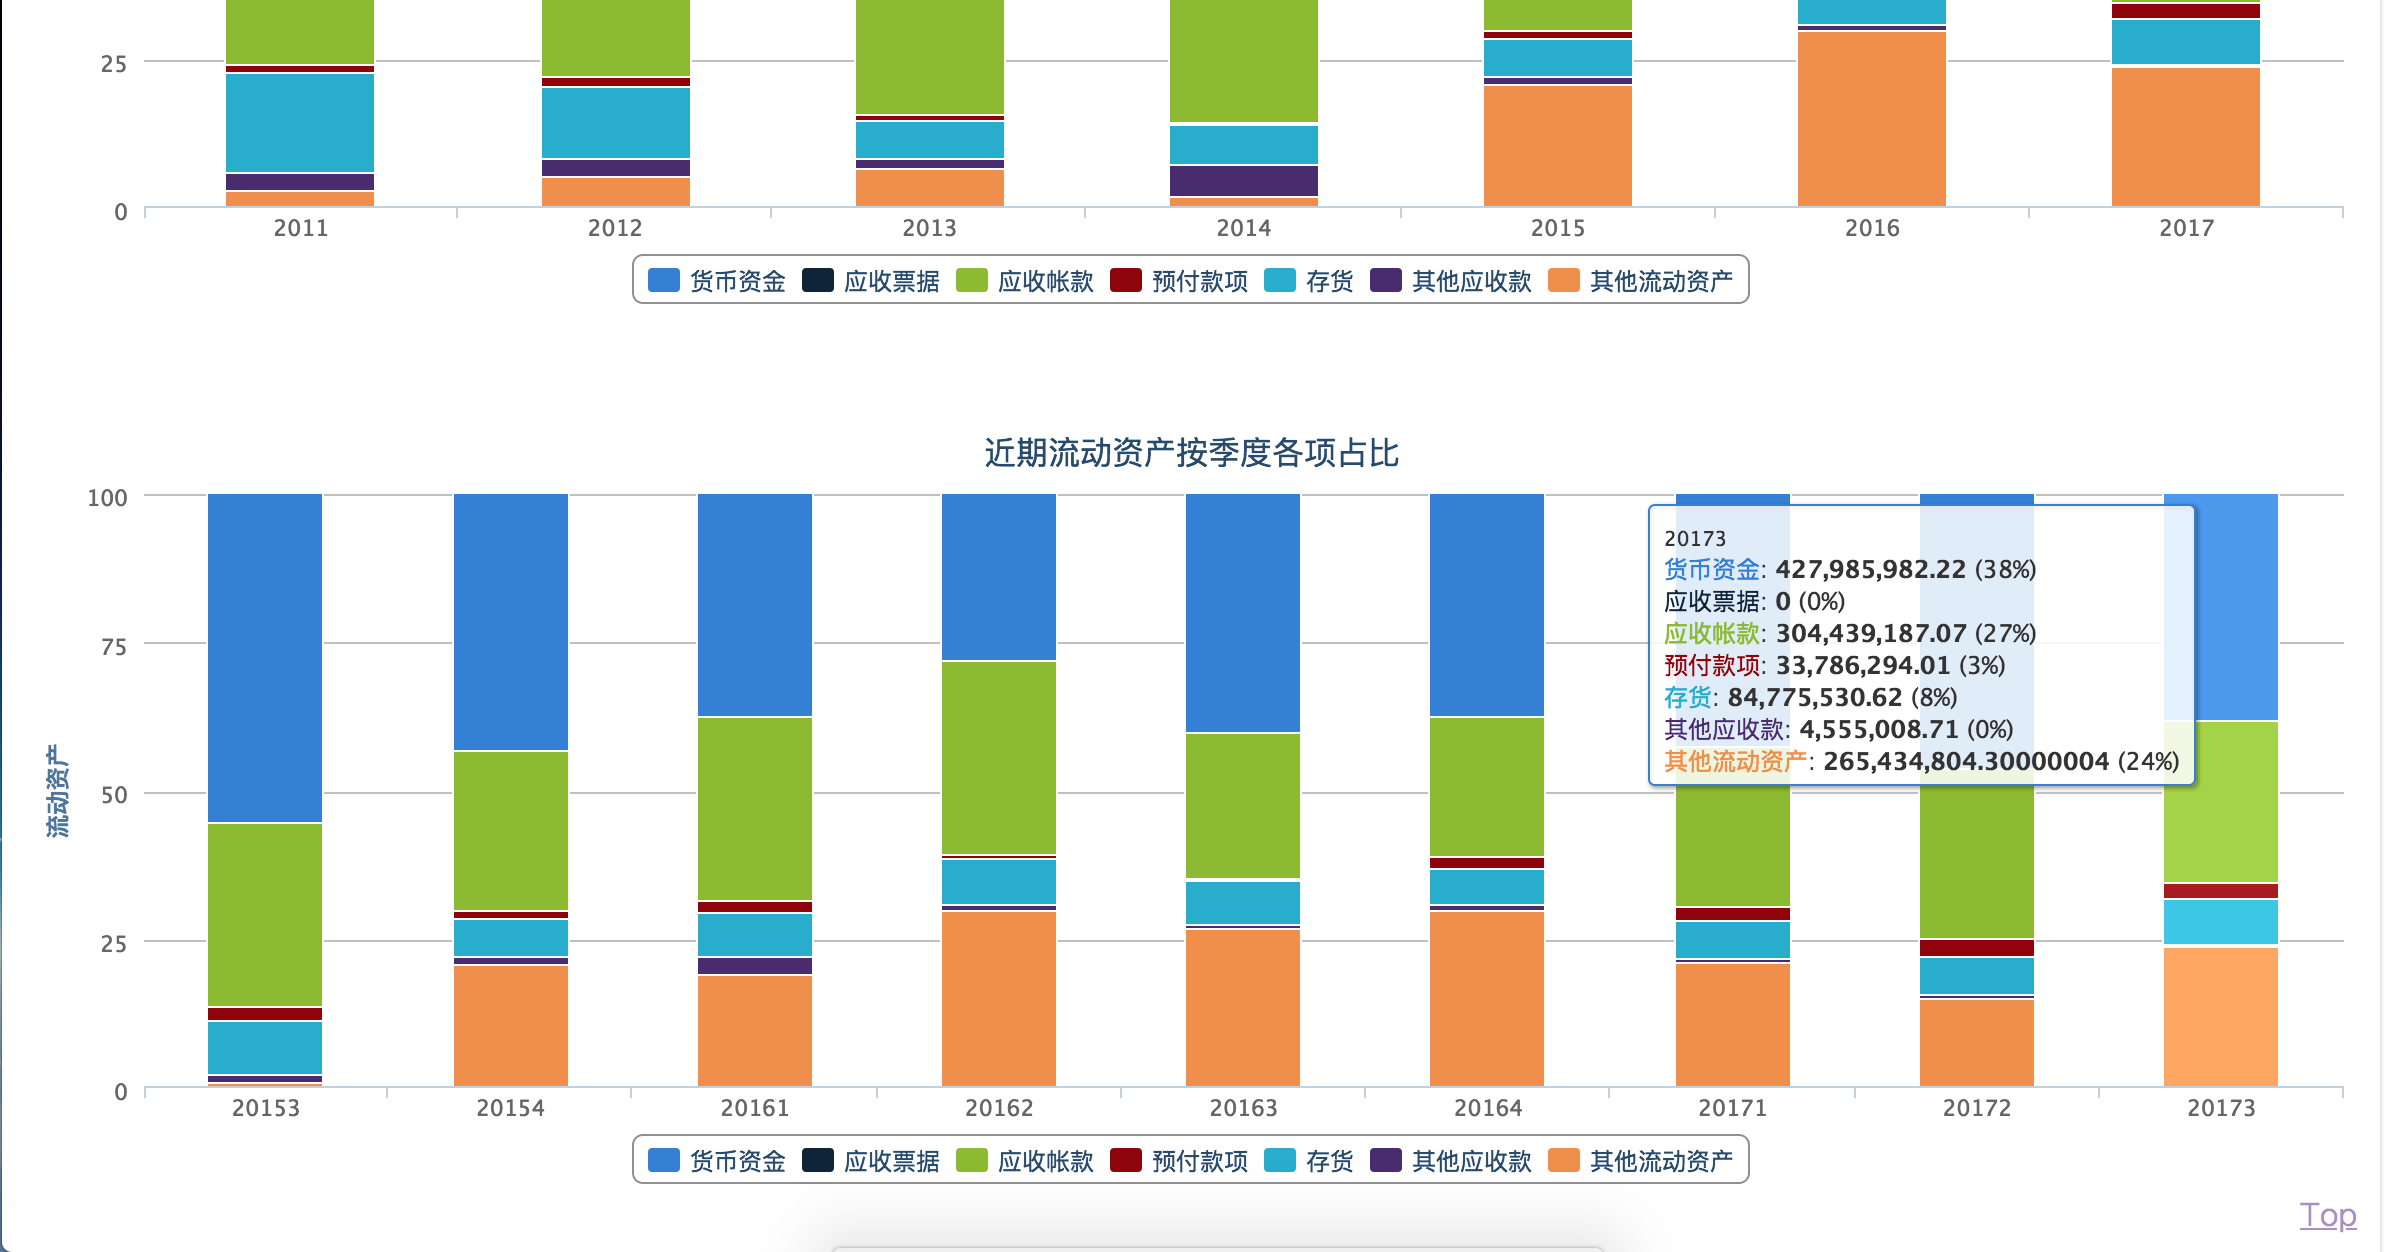 25
0
2011 2012 2013 2014 2015 2016 2017
货币资金 应收票据 应收帐款 预付款项 存货 其他应收款 其他流动资产
近期流动资产按季度各项占比
流动资产
100
75
50
25
0
20173
货币资金: 427,985,982.22 (38%)
应收票据: 0 (0%)
应收帐款: 304,439,187.07 (27%)
预付款项: 33,786,294.01 (3%)
存货: 84,775,530.62 (8%)
其他应收款: 4,555,008.71 (0%)
其他流动资产: 265,434,804.30000004 (24%)
20153 20154 20161 20162 20163 20164 20171 20172 20173
货币资金 应收票据 应收帐款 预付款项 存货 其他应收款 其他流动资产
Top